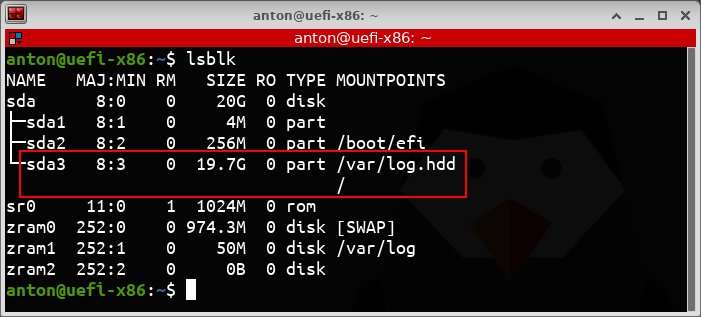 anton@uefi-x86: ~
anton@uefi-x86: ~
anton@uefi-x86:~$ lsblk
NAME   MAJ:MIN RM   SIZE RO TYPE MOUNTPOINTS
sda      8:0    0    20G  0 disk
├─sda1   8:1    0     4M  0 part
├─sda2   8:2    0   256M  0 part /boot/efi
└─sda3   8:3    0  19.7G  0 part /var/log.hdd
                                 /
sr0     11:0    1  1024M  0 rom
zram0  252:0    0 974.3M  0 disk [SWAP]
zram1  252:1    0    50M  0 disk /var/log
zram2  252:2    0     0B  0 disk
anton@uefi-x86:~$